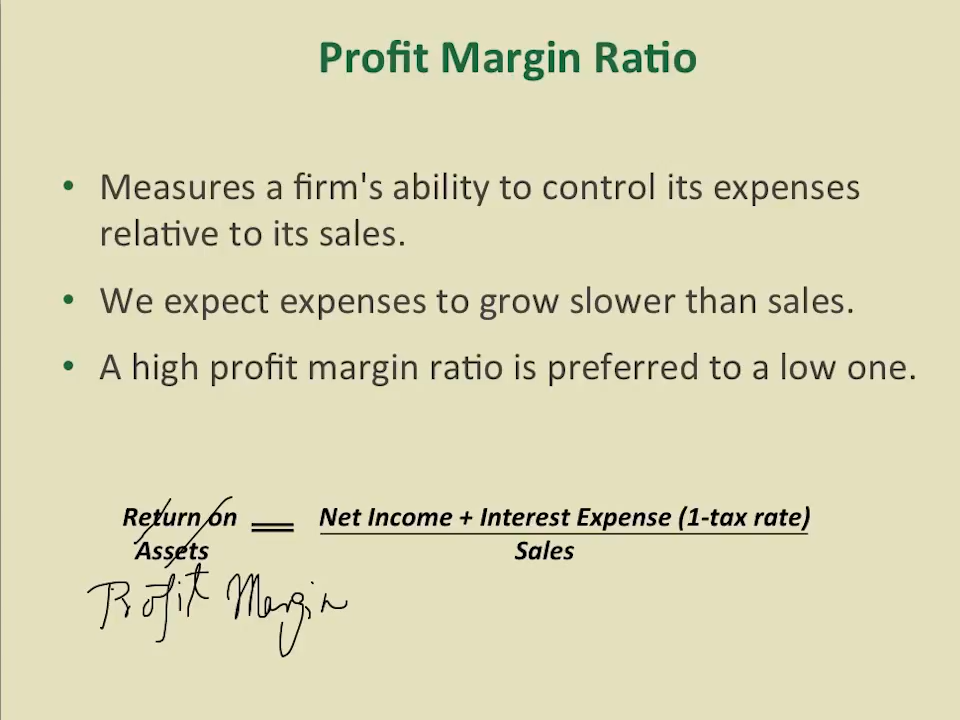 Profit Margin Ratio
• Measures a firm's ability to control its expenses
relative to its sales.
• We expect expenses to grow slower than sales.
• A high profit margin ratio is preferred to a low one.
Return on Assets = Net Income + Interest Expense (1-tax rate)
Sales
Profit Margin